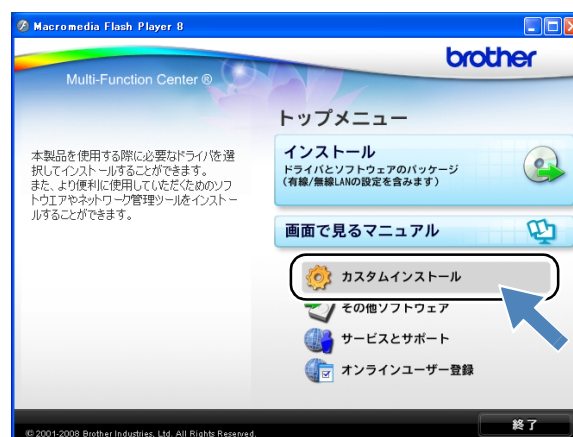 Macromedia Flash Player 8
brother
Multi-Function Center ®
トップメニュー
本製品を使用する際に必要なドライバを選
択してインストールすることができます。
また、より便利に使用していただくためのソフ
トウエアやネットワーク管理ツールをインストー
ルすることができます。
インストール
ドライバとソフトウェアのパッケージ
(有線/無線LANの設定を含みます)
画面で見るマニュアル
カスタムインストール
その他ソフトウェア
サービスとサポート
オンラインユーザー登録
© 2001-2008 Brother Industries, Ltd. All Rights Reserved.
終了